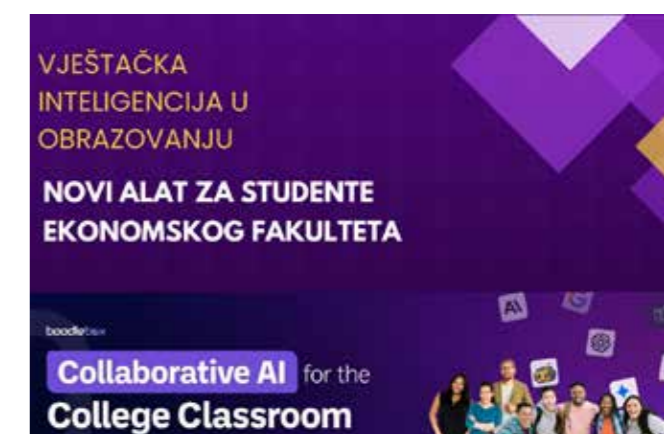 VJEŠTAČKA
INTELIGENCIJA U
OBRAZOVANJU
NOVI ALAT ZA STUDENTE
EKONOMSKOG FAKULTETA
boodlebox
Collaborative AI for the
College Classroom